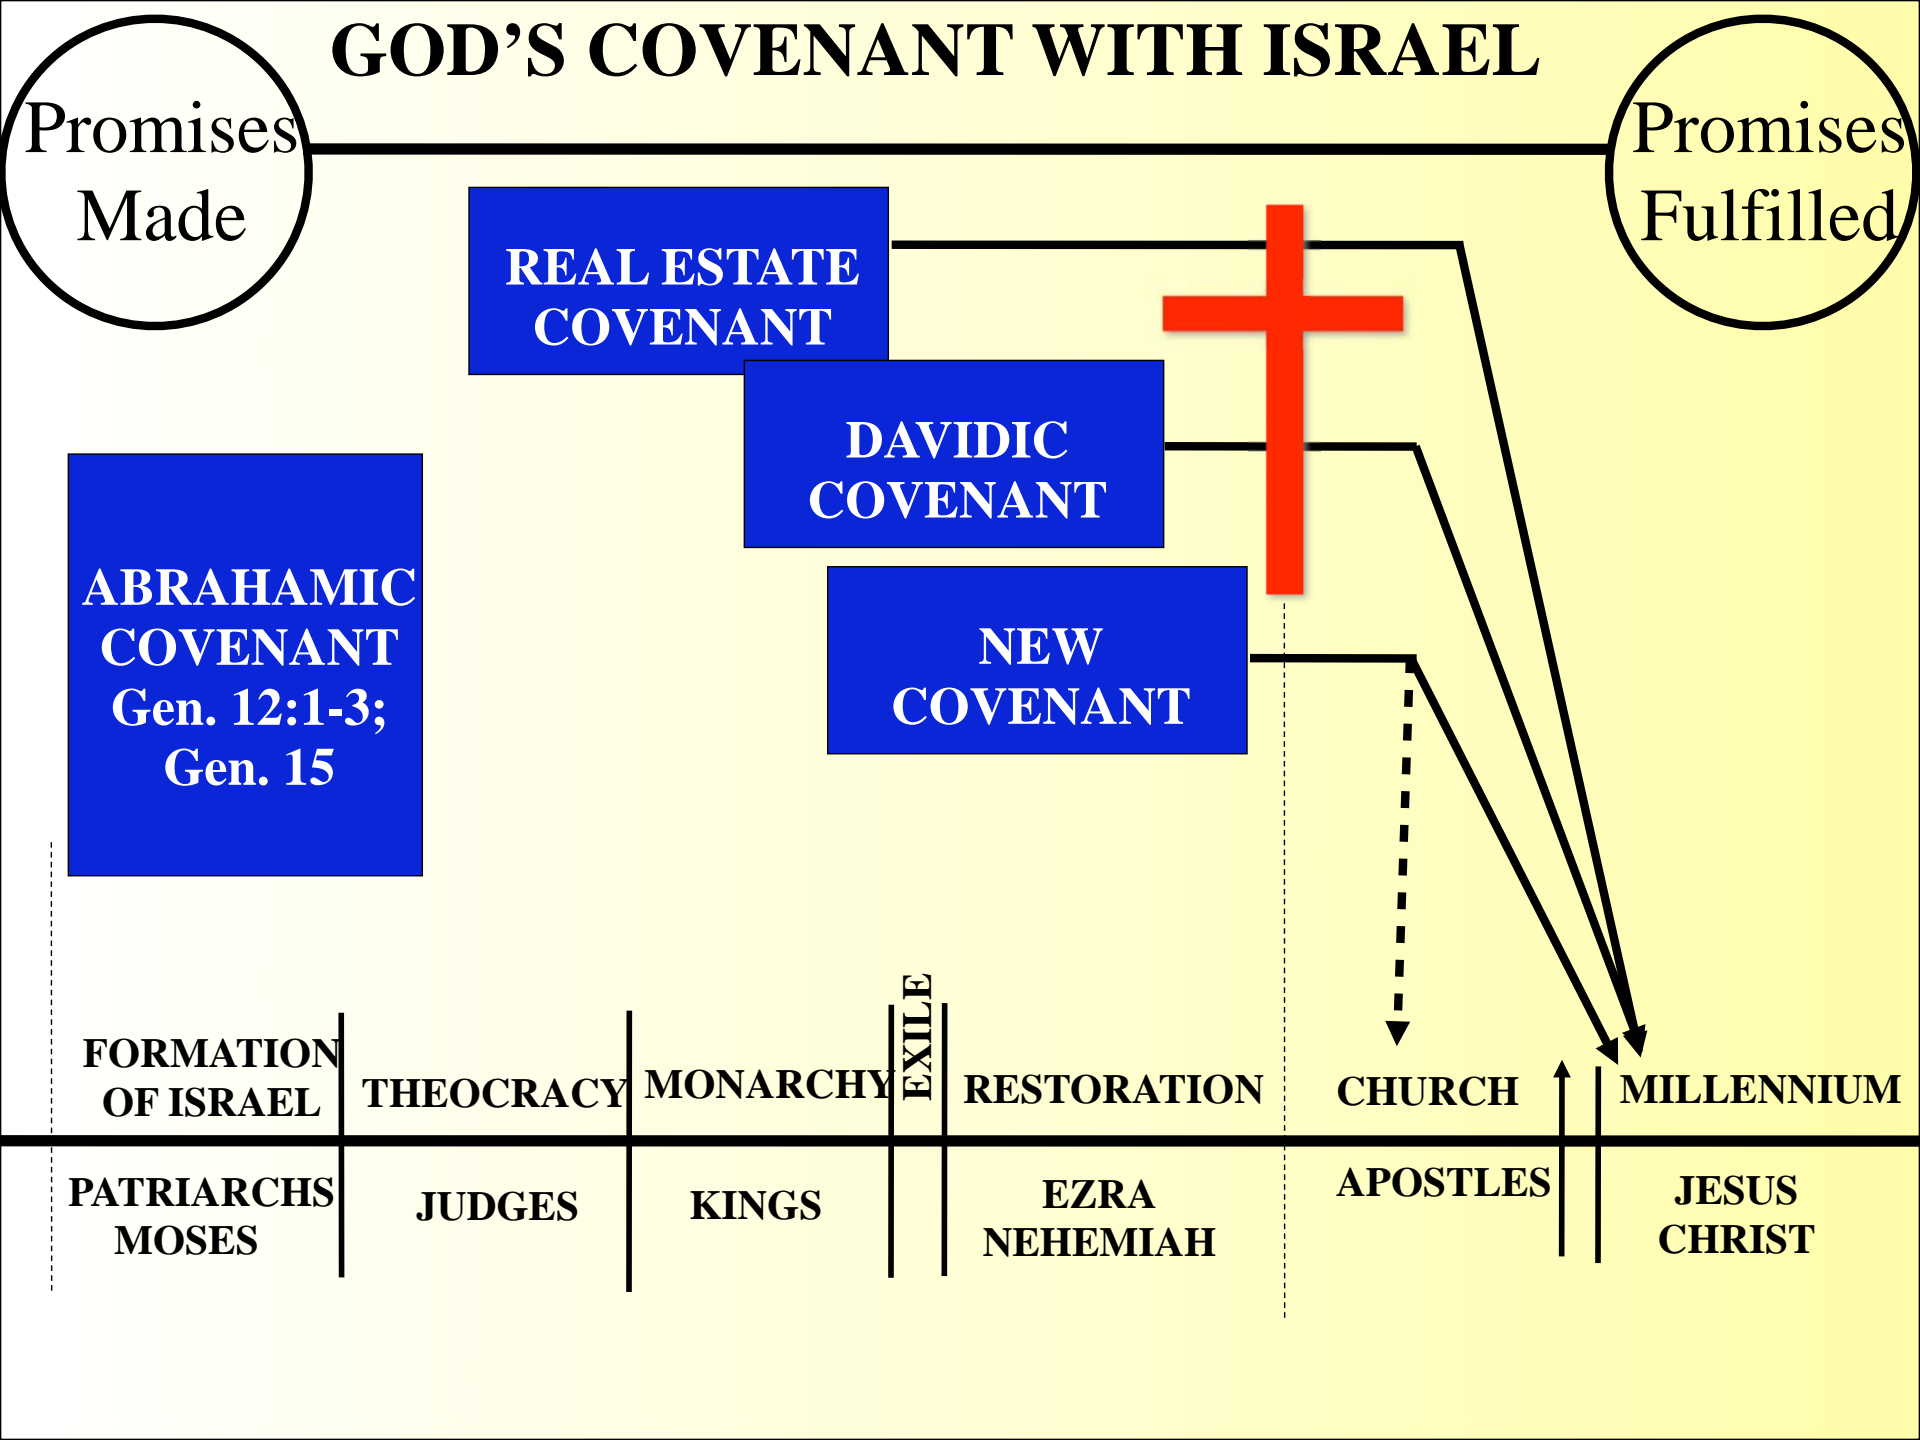 GOD’S COVENANT WITH ISRAEL
Promises
Made
Promises
Fulfilled
REAL ESTATE
COVENANT
DAVIDIC
COVENANT
ABRAHAMIC
COVENANT
Gen. 12:1-3;
Gen. 15
NEW
COVENANT
FORMATION
OF ISRAEL
THEOCRACY
MONARCHY
EXILE
RESTORATION
CHURCH
MILLENNIUM
PATRIARCHS
MOSES
JUDGES
KINGS
EZRA
NEHEMIAH
APOSTLES
JESUS
CHRIST